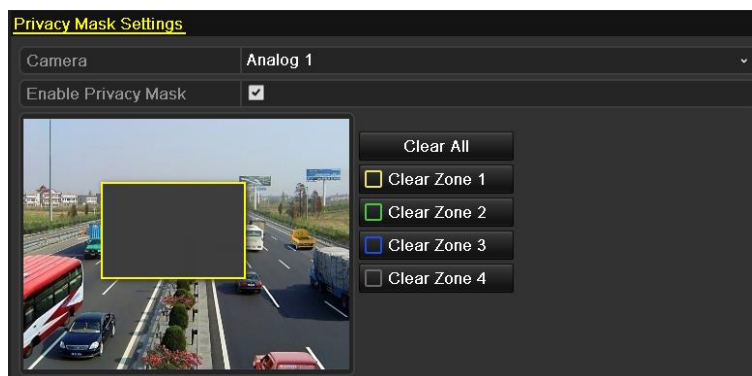 Privacy Mask Settings
Camera Analog 1
Enable Privacy Mask
Clear All
Clear Zone 1
Clear Zone 2
Clear Zone 3
Clear Zone 4